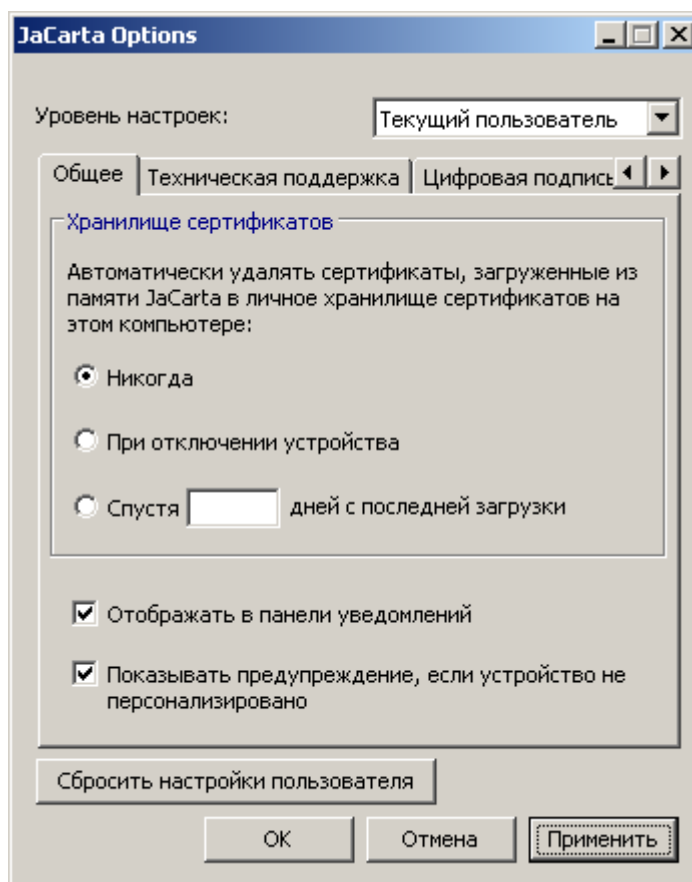 JaCarta Options
Уровень настроек: Текущий пользователь
Общее Техническая поддержка Цифровая подпись
Хранилище сертификатов
Автоматически удалять сертификаты, загруженные из
памяти JaCarta в личное хранилище сертификатов на
этом компьютере:
Никогда
При отключении устройства
Спустя дней с последней загрузки
Отображать в панели уведомлений
Показывать предупреждение, если устройство не
персонализировано
Сбросить настройки пользователя
OK Отмена Применить